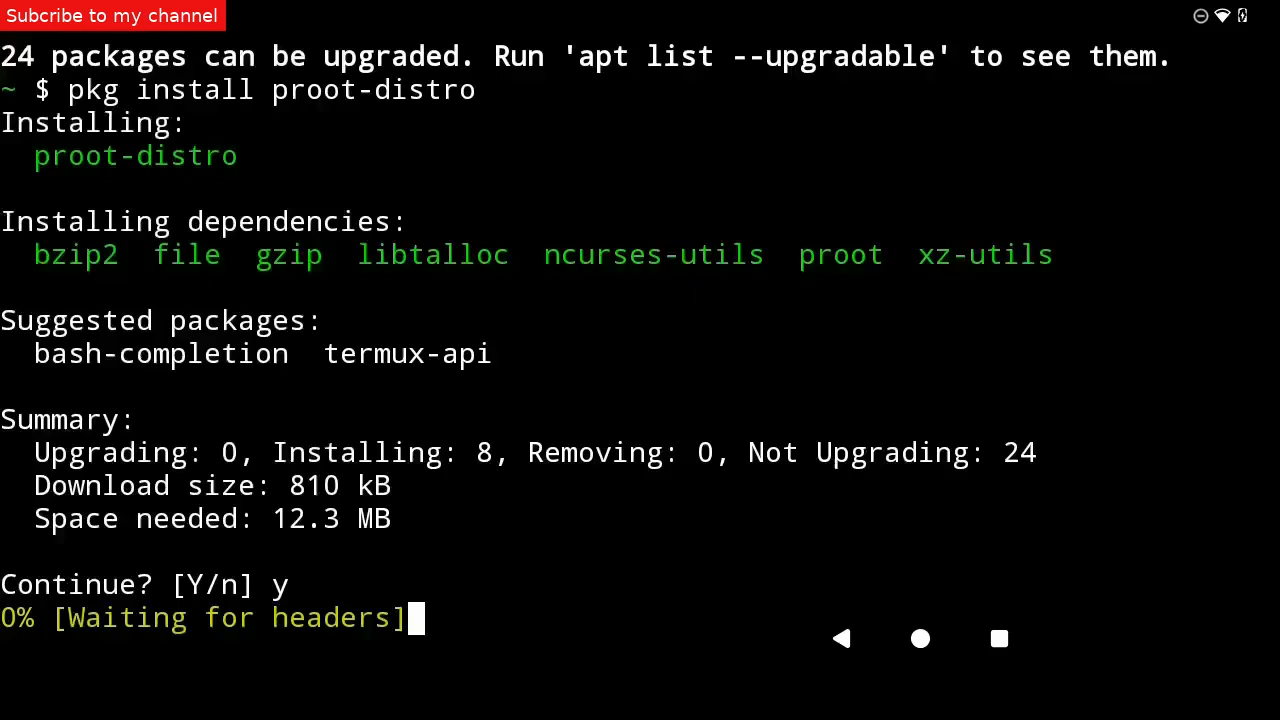 Subcribe to my channel
24 packages can be upgraded. Run 'apt list --upgradable' to see them.
~ $ pkg install proot-distro
Installing:
proot-distro
Installing dependencies:
bzip2 file gzip libtalloc ncurses-utils proot xz-utils
Suggested packages:
bash-completion termux-api
Summary:
Upgrading: 0, Installing: 8, Removing: 0, Not Upgrading: 24
Download size: 810 kB
Space needed: 12.3 MB
Continue? [Y/n] y
0% [Waiting for headers]